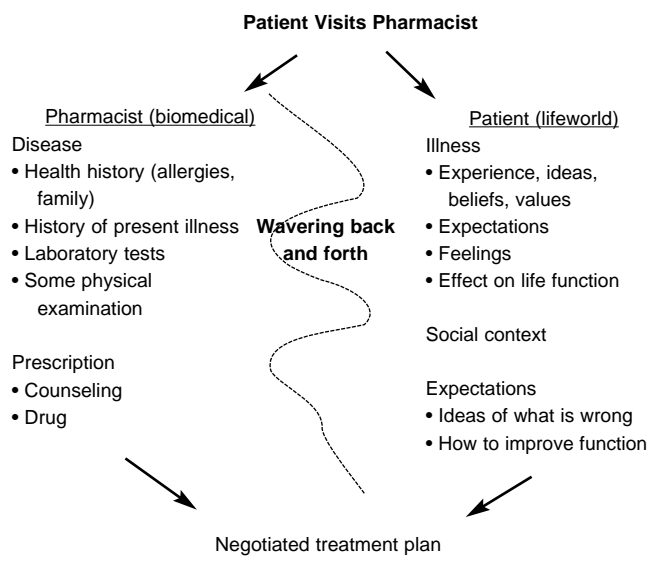 Patient Visits Pharmacist
Pharmacist (biomedical)
Disease
• Health history (allergies,
family)
• History of present illness
• Laboratory tests
• Some physical
examination
Prescription
• Counseling
• Drug
Wavering back
and forth
Patient (lifeworld)
Illness
• Experience, ideas,
beliefs, values
• Expectations
• Feelings
• Effect on life function
Social context
Expectations
• Ideas of what is wrong
• How to improve function
Negotiated treatment plan